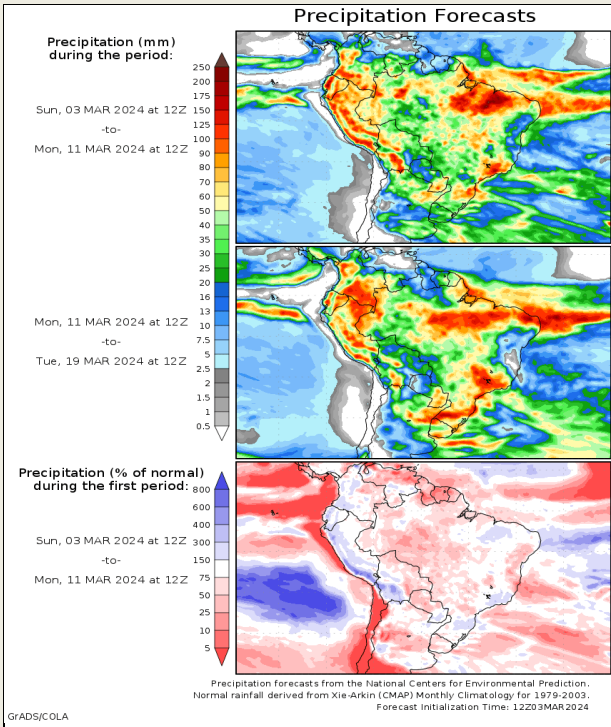 Precipitation Forecasts
Precipitation (mm)
during the period:
Sun, 03 MAR 2024 at 12Z
-to-
Mon, 11 MAR 2024 at 12Z
250
200
175
150
125
100
90
80
70
60
50
40
35
30
25
20
16
13
10
7.5
5
2.5
2
1.5
1
0.5
Mon, 11 MAR 2024 at 12Z
-to-
Tue, 19 MAR 2024 at 12Z
Precipitation (% of normal)
during the first period:
Sun, 03 MAR 2024 at 12Z
-to-
Mon, 11 MAR 2024 at 12Z
800
600
400
300
150
75
50
25
10
5
Precipitation forecasts from the National Centers for Environmental Prediction.
Normal rainfall derived from Xie-Arkin (CMAP) Monthly Climatology for 1979-2003.
Forecast Initialization Time: 12Z03MAR2024
GrADS/COLA